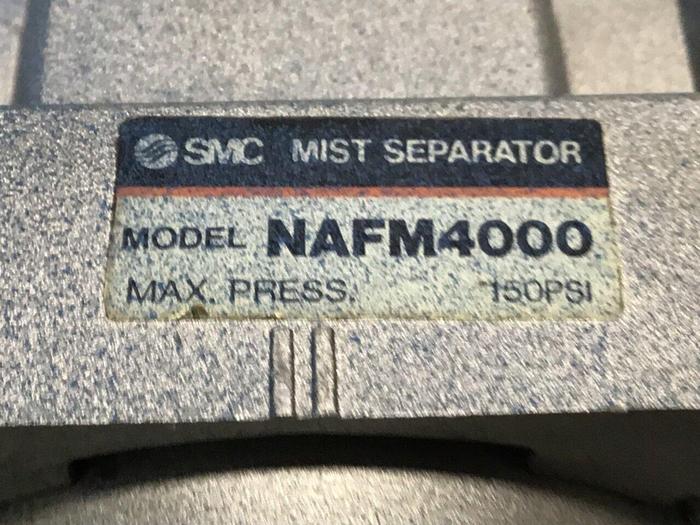 SMC MIST SEPARATOR
MODEL NAFM4000
MAX. PRESS. 150PSI